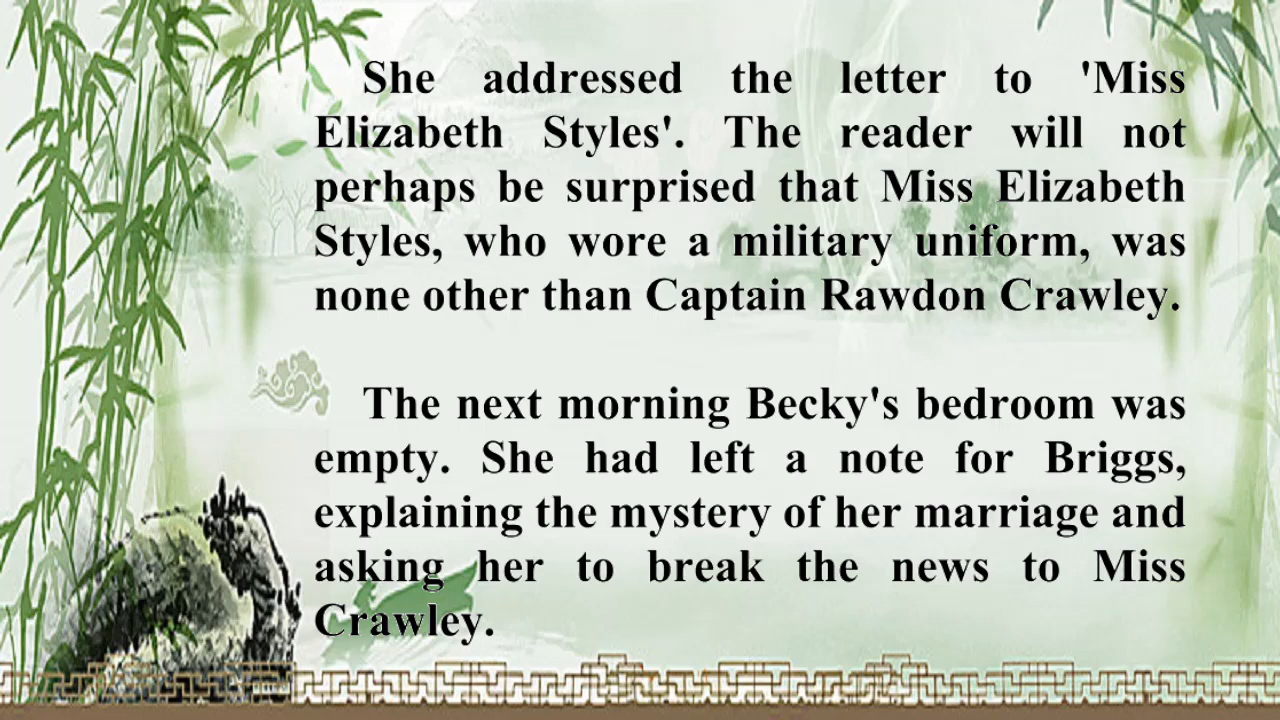 She addressed the letter to 'Miss
Elizabeth Styles'. The reader will not
perhaps be surprised that Miss Elizabeth
Styles, who wore a military uniform, was
none other than Captain Rawdon Crawley.
The next morning Becky's bedroom was
empty. She had left a note for Briggs,
explaining the mystery of her marriage and
asking her to break the news to Miss
Crawley.